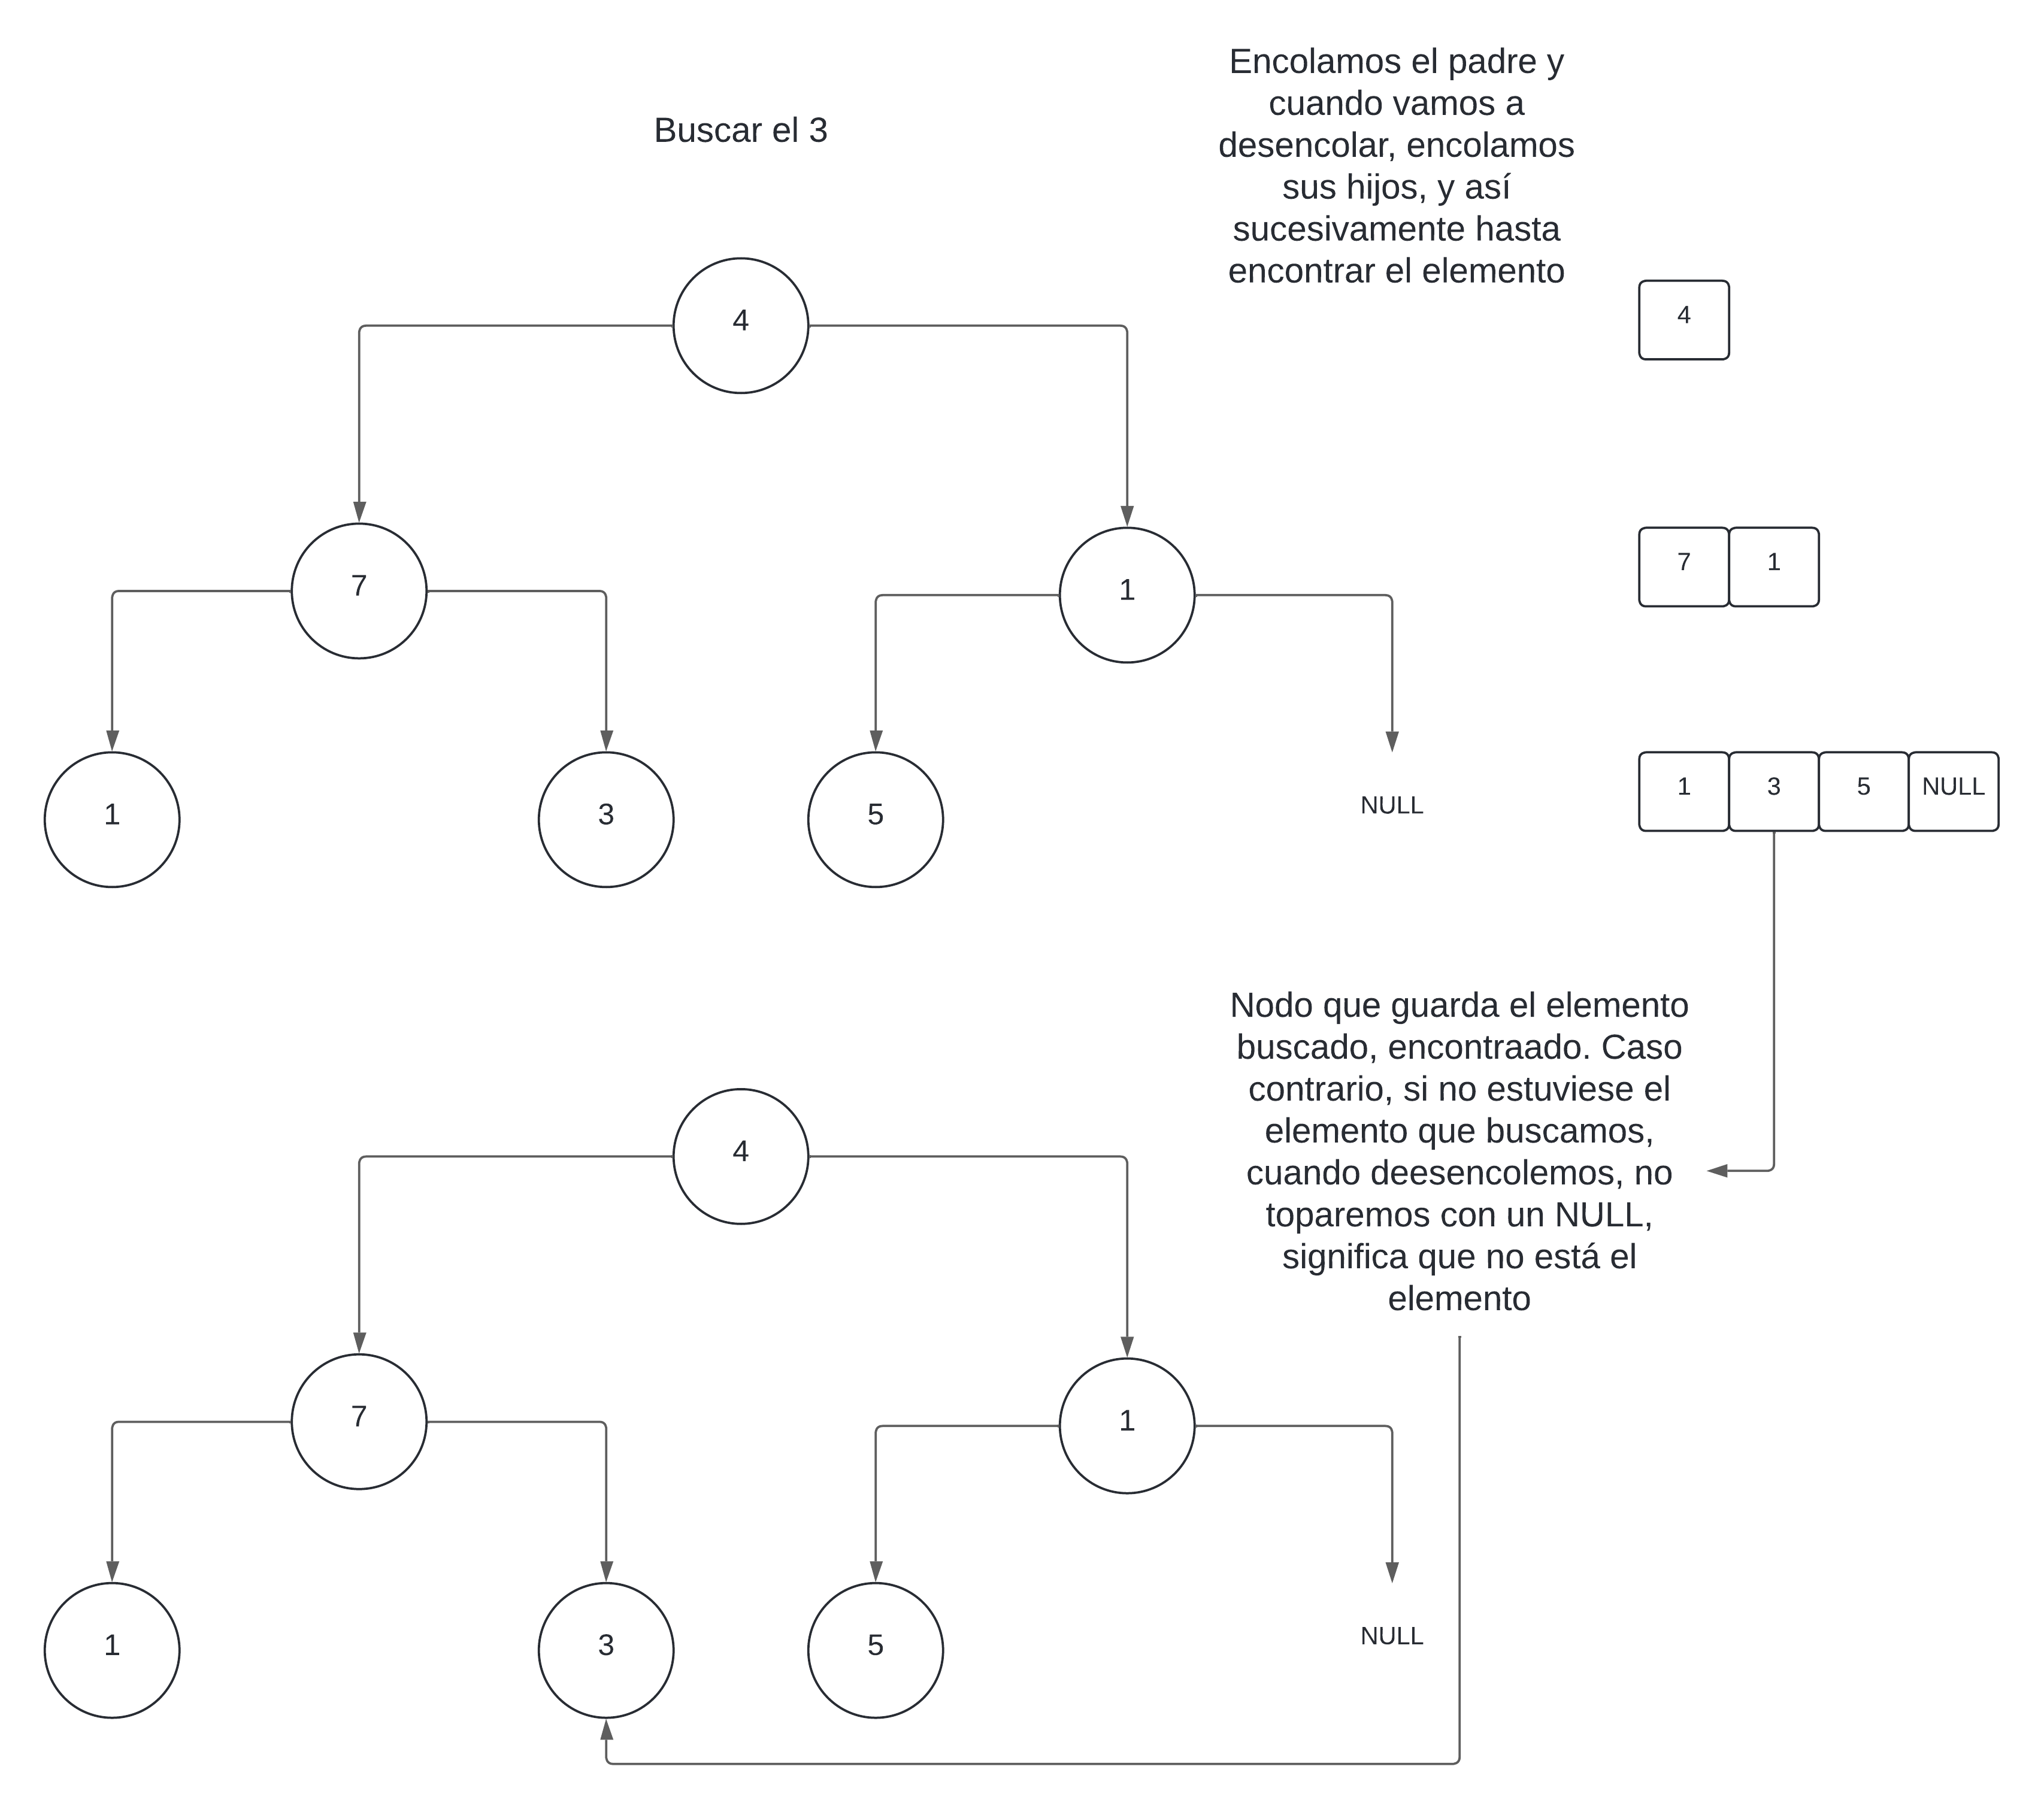 Encolamos el padre y
cuando vamos a
desencolar, encolamos
sus hijos, y así
sucesivamente hasta
encontrar el elemento
Buscar el 3
4
4
7
1
7
1
1
3
5
NULL
1
3
5
NULL
Nodo que guarda el elemento
buscado, encontraado. Caso
contrario, si no estuviese el
elemento que buscamos,
cuando deesencolemos, no
toparemos con un NULL,
significa que no está el
elemento
4
7
1
1
3
5
NULL